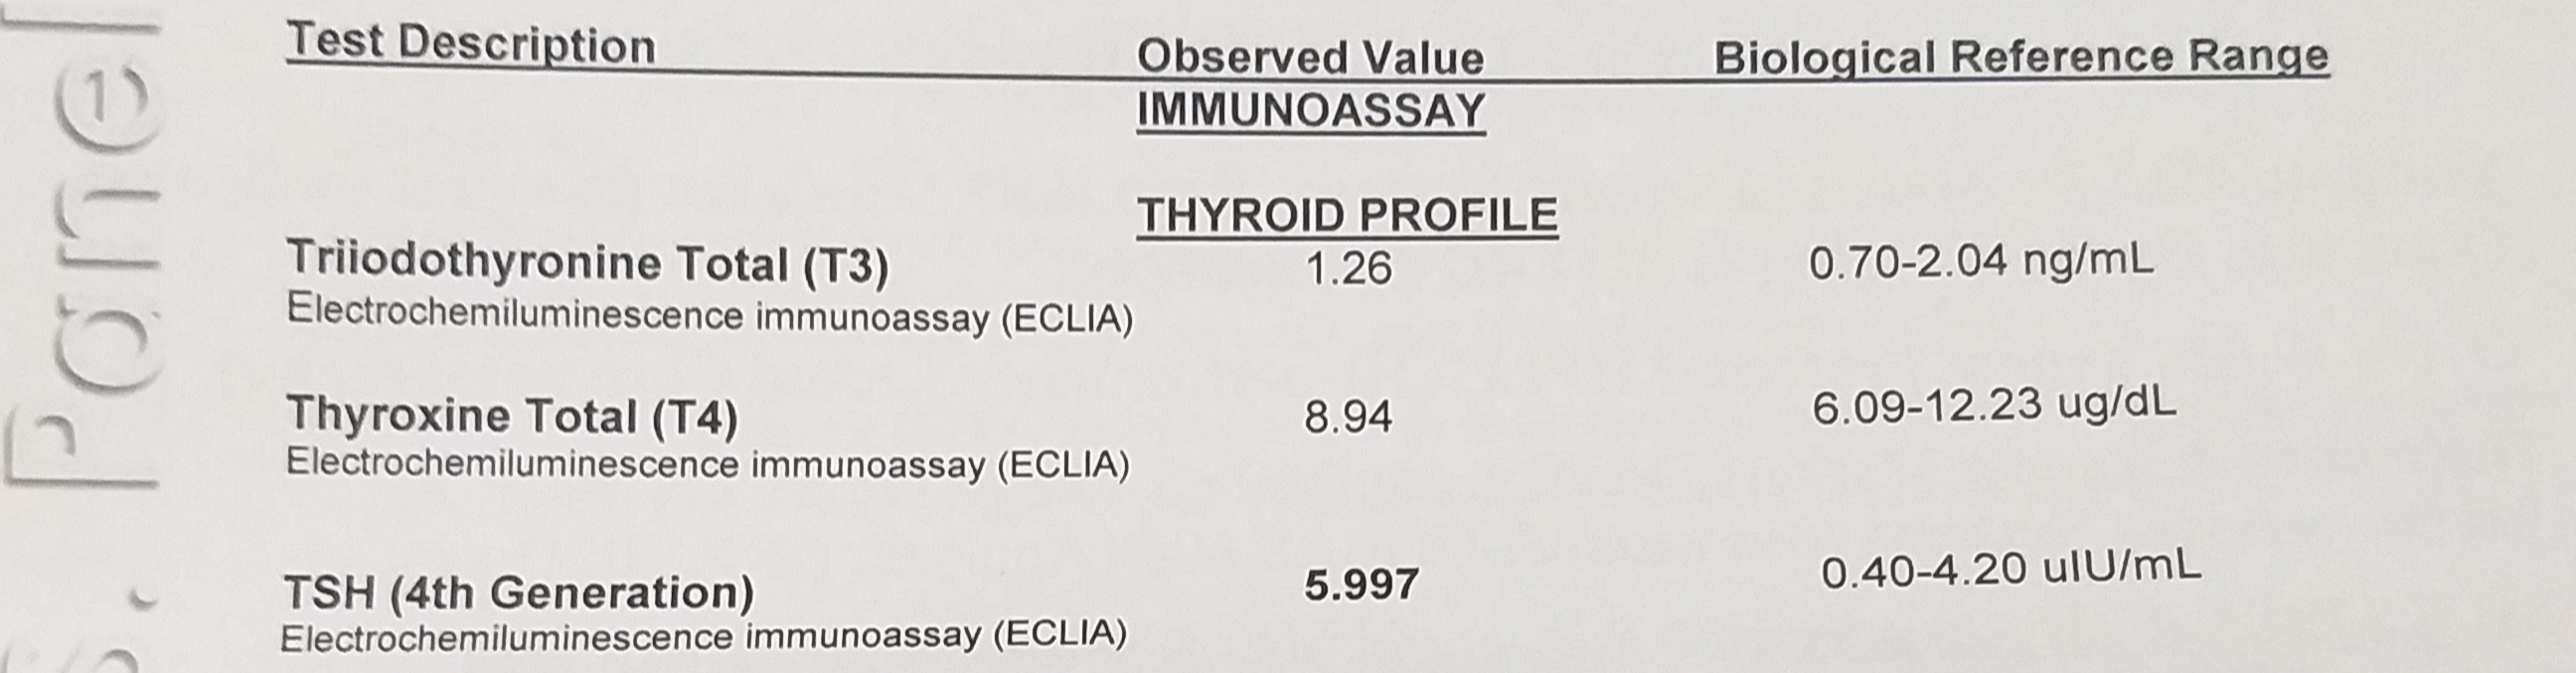 Test Description Observed Value Biological Reference Range
IMMUNOASSAY
THYROID PROFILE
Triiodothyronine Total (T3) 1.26 0.70-2.04 ng/mL
Electrochemiluminescence immunoassay (ECLIA)
Thyroxine Total (T4) 8.94 6.09-12.23 ug/dL
Electrochemiluminescence immunoassay (ECLIA)
TSH (4th Generation) 5.997 0.40-4.20 uIU/mL
Electrochemiluminescence immunoassay (ECLIA)